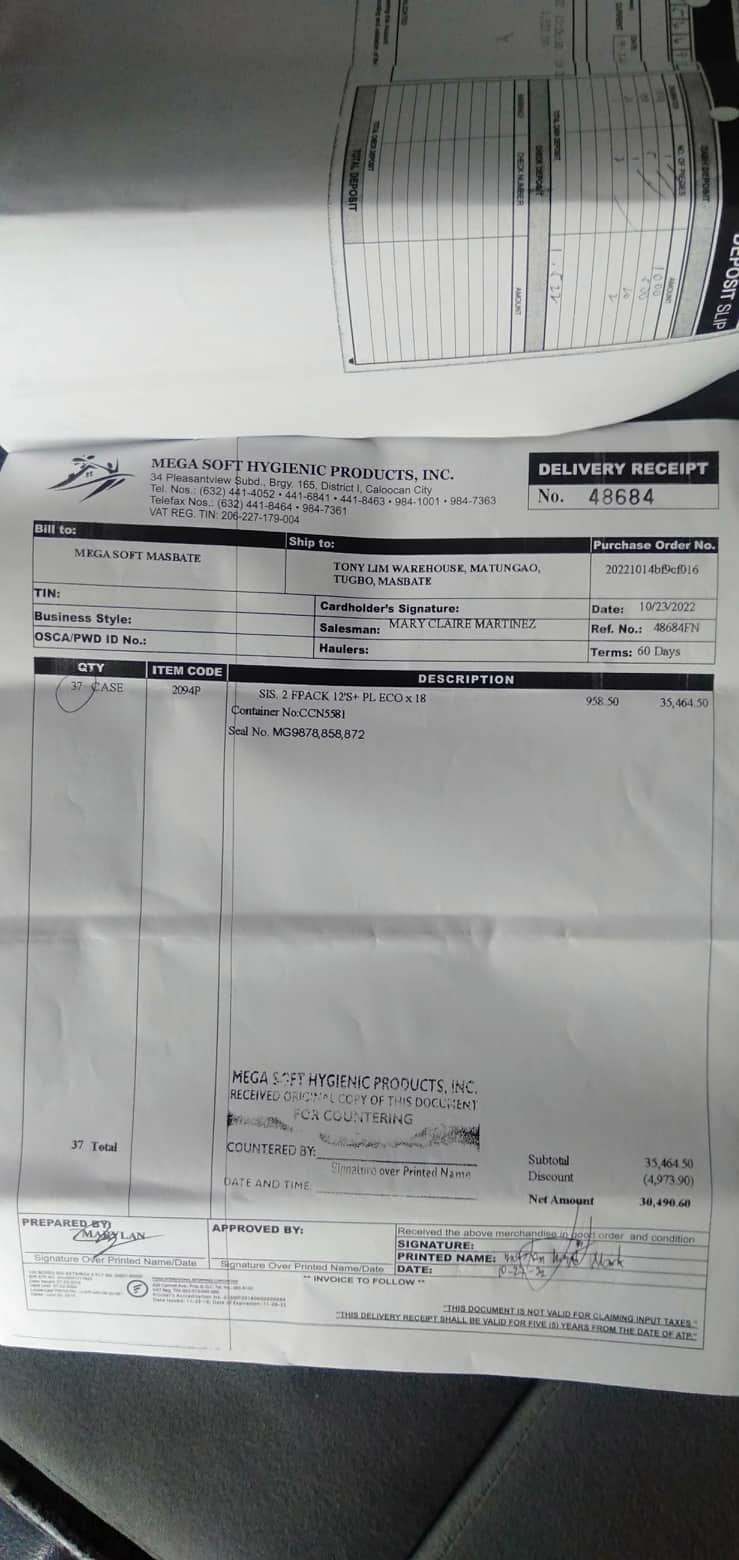 DEPOSIT SLIP
CASH DEPOSIT
NO. OF PIECES
AMOUNT
1000
500
TOTAL CASH DEPOSIT
CHECK DEPOSIT
CHECK NUMBER
AMOUNT
TOTAL CHECK DEPOSIT
TOTAL DEPOSIT
CURRENT
DATE
MEGA SOFT HYGIENIC PRODUCTS, INC.
34 Pleasantview Subd., Brgy. 165, District I, Caloocan City
Tel. Nos.: (632) 441-4052 • 441-6841 • 441-8463 • 984-1001 • 984-7363
Telefax Nos.: (632) 441-8464 • 984-7361
VAT REG. TIN: 206-227-179-004
DELIVERY RECEIPT
No. 48684
Bill to:
MEGA SOFT MASBATE
Ship to:
TONY LIM WAREHOUSE, MATUNGAO,
TUGBO, MASBATE
Purchase Order No.
20221014bf9cf016
TIN:
Business Style:
OSCA/PWD ID No.:
Cardholder's Signature:
Salesman: MARY CLAIRE MARTINEZ
Haulers:
Date: 10/23/2022
Ref. No.: 48684FN
Terms: 60 Days
QTY ITEM CODE DESCRIPTION
37 CASE 2094P SIS. 2 FPACK 12'S+ PL ECO x 18 958.50 35,464.50
Container No:CCN5581
Seal No. MG9878,858,872
MEGA SOFT HYGIENIC PRODUCTS, INC.
RECEIVED ORIGINAL COPY OF THIS DOCUMENT
FOR COUNTERING
COUNTERED BY:
Signature over Printed Name
DATE AND TIME:
37 Total
Subtotal 35,464.50
Discount (4,973.90)
Net Amount 30,490.60
PREPARED BY:
MARYLAN
Signature Over Printed Name/Date
APPROVED BY:
Signature Over Printed Name/Date
Received the above merchandise in good order and condition
SIGNATURE:
PRINTED NAME: Mark
DATE:
** INVOICE TO FOLLOW **
"THIS DOCUMENT IS NOT VALID FOR CLAIMING INPUT TAXES"
"THIS DELIVERY RECEIPT SHALL BE VALID FOR FIVE (5) YEARS FROM THE DATE OF ATP."